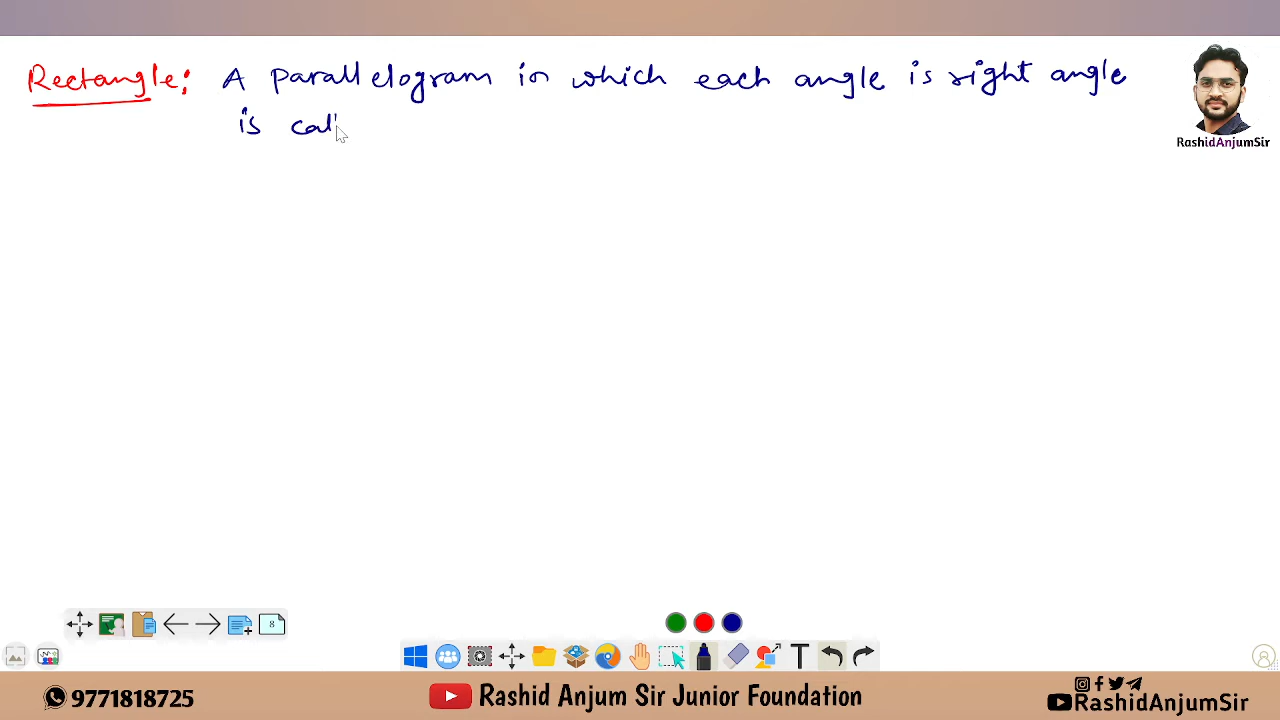 Rectangle: A parallelogram in which each angle is right angle
is cal
RashidAnjumSir
8
9771818725
Rashid Anjum Sir Junior Foundation
RashidAnjumSir